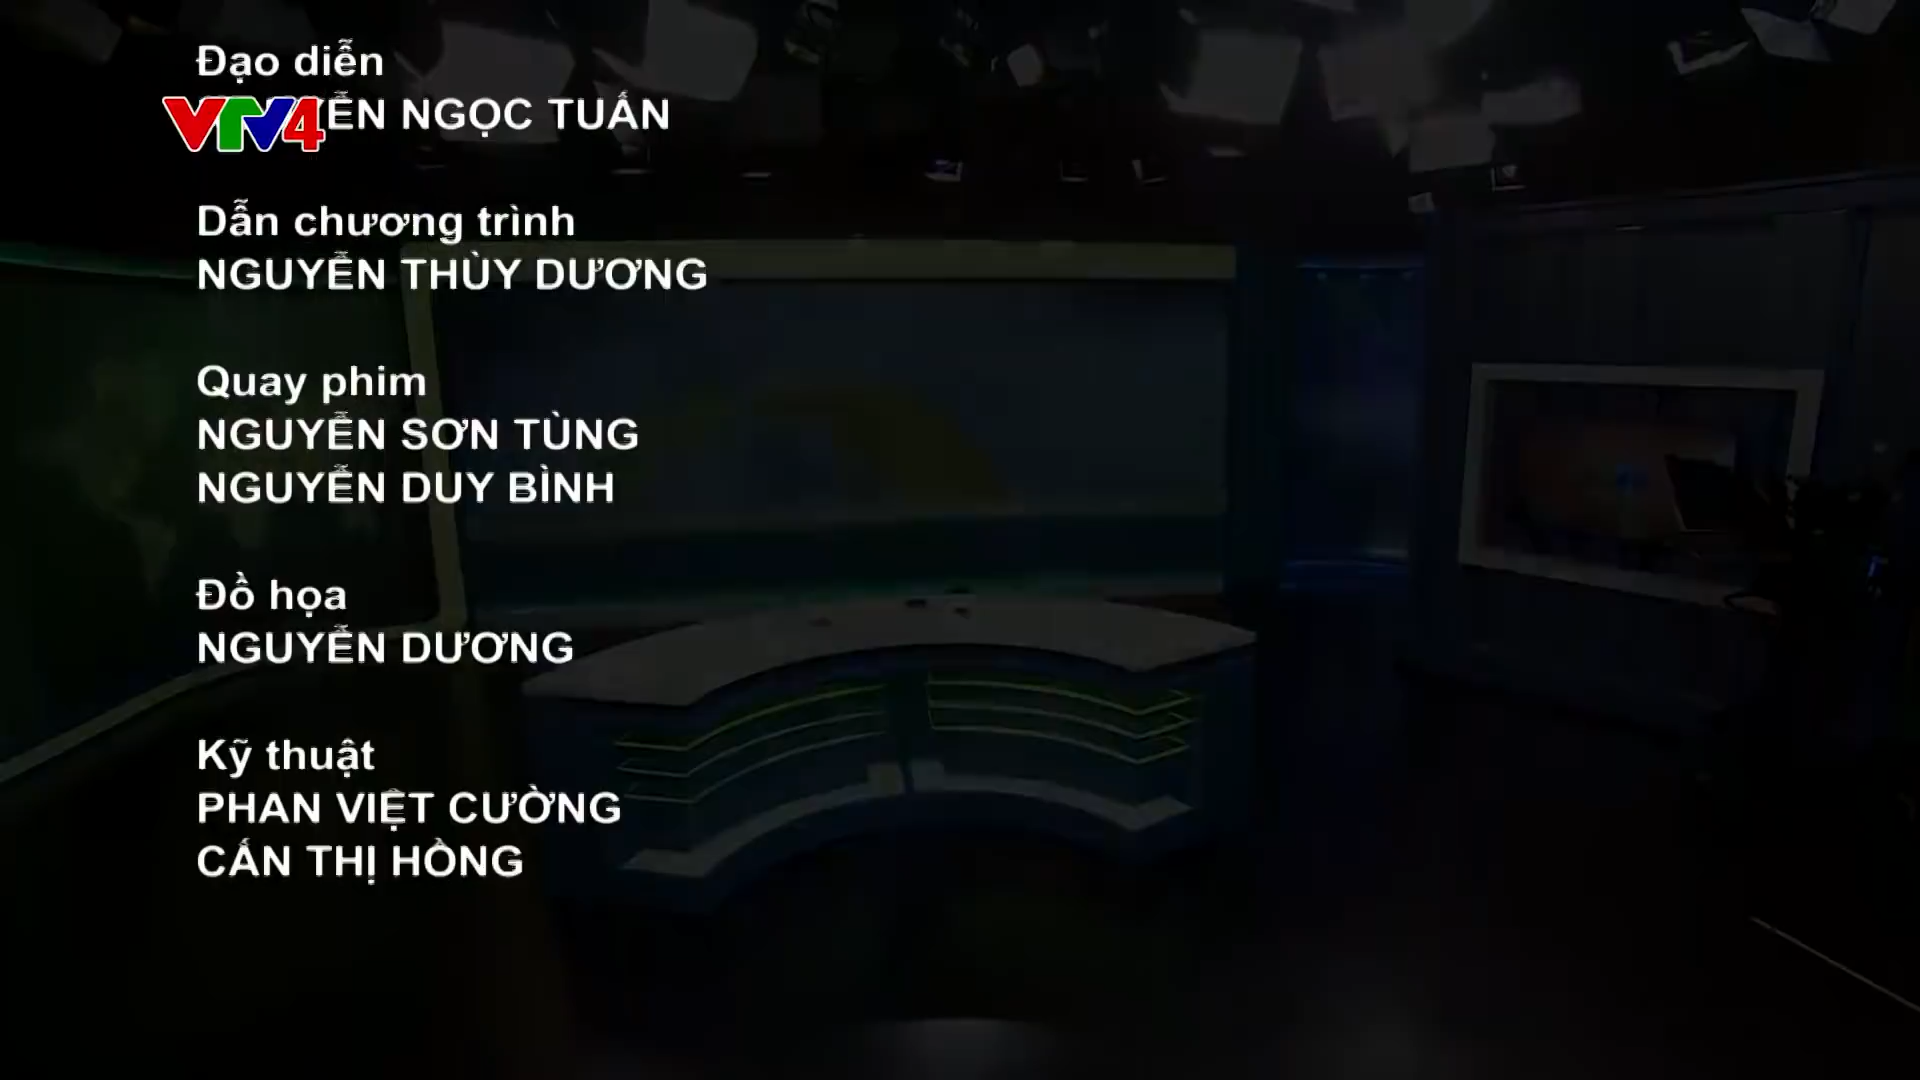 Đạo diễn
VTV4
NGỌC TUẤN
Dẫn chương trình
NGUYỄN THÙY DƯƠNG
Quay phim
NGUYỄN SƠN TÙNG
NGUYỄN DUY BÌNH
Đồ họa
NGUYỄN DƯƠNG
Kỹ thuật
PHAN VIỆT CƯỜNG
CẤN THỊ HỒNG